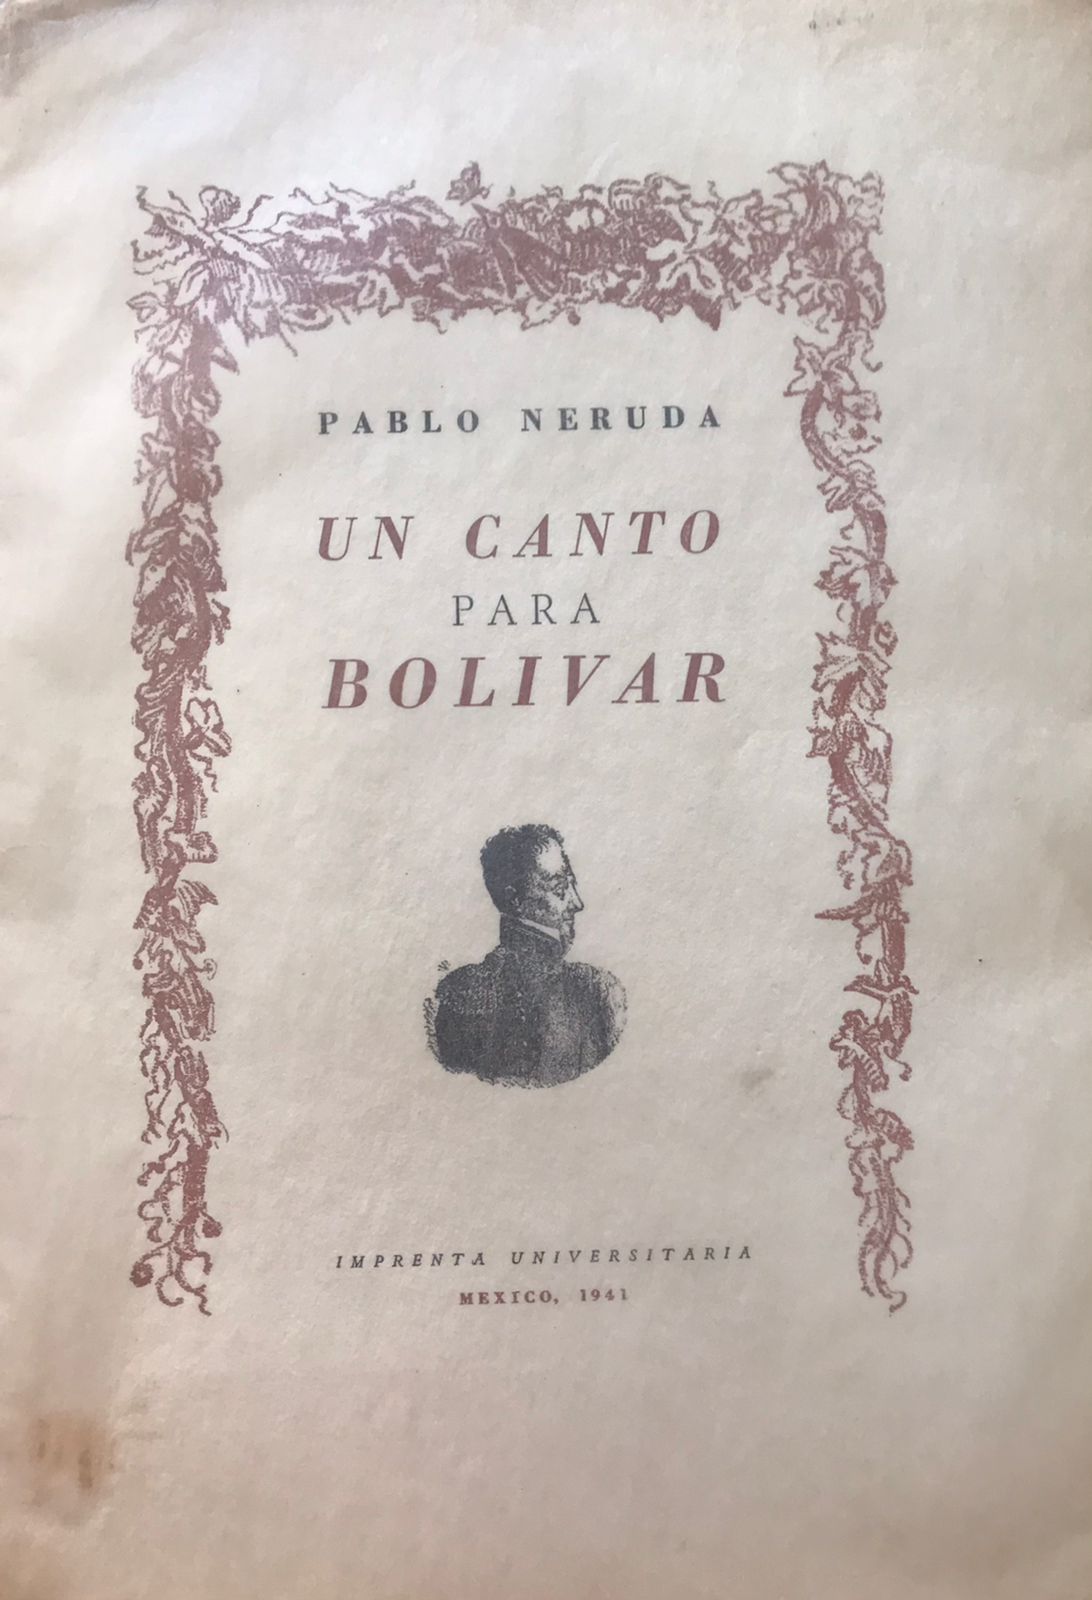 PABLO NERUDA
UN CANTO
PARA
BOLIVAR
IMPRENTA UNIVERSITARIA
MEXICO, 1941